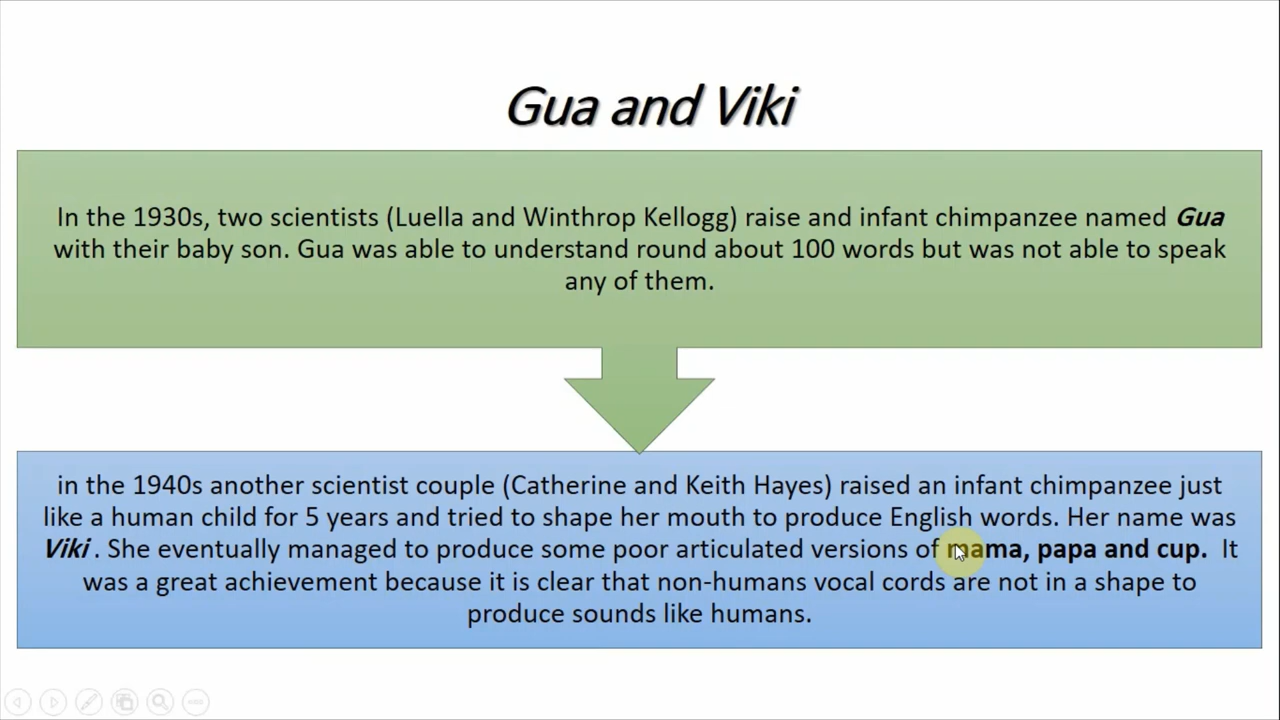 Gua and Viki
In the 1930s, two scientists (Luella and Winthrop Kellogg) raise and infant chimpanzee named Gua
with their baby son. Gua was able to understand round about 100 words but was not able to speak
any of them.
in the 1940s another scientist couple (Catherine and Keith Hayes) raised an infant chimpanzee just
like a human child for 5 years and tried to shape her mouth to produce English words. Her name was
Viki . She eventually managed to produce some poor articulated versions of mama, papa and cup. It
was a great achievement because it is clear that non-humans vocal cords are not in a shape to
produce sounds like humans.